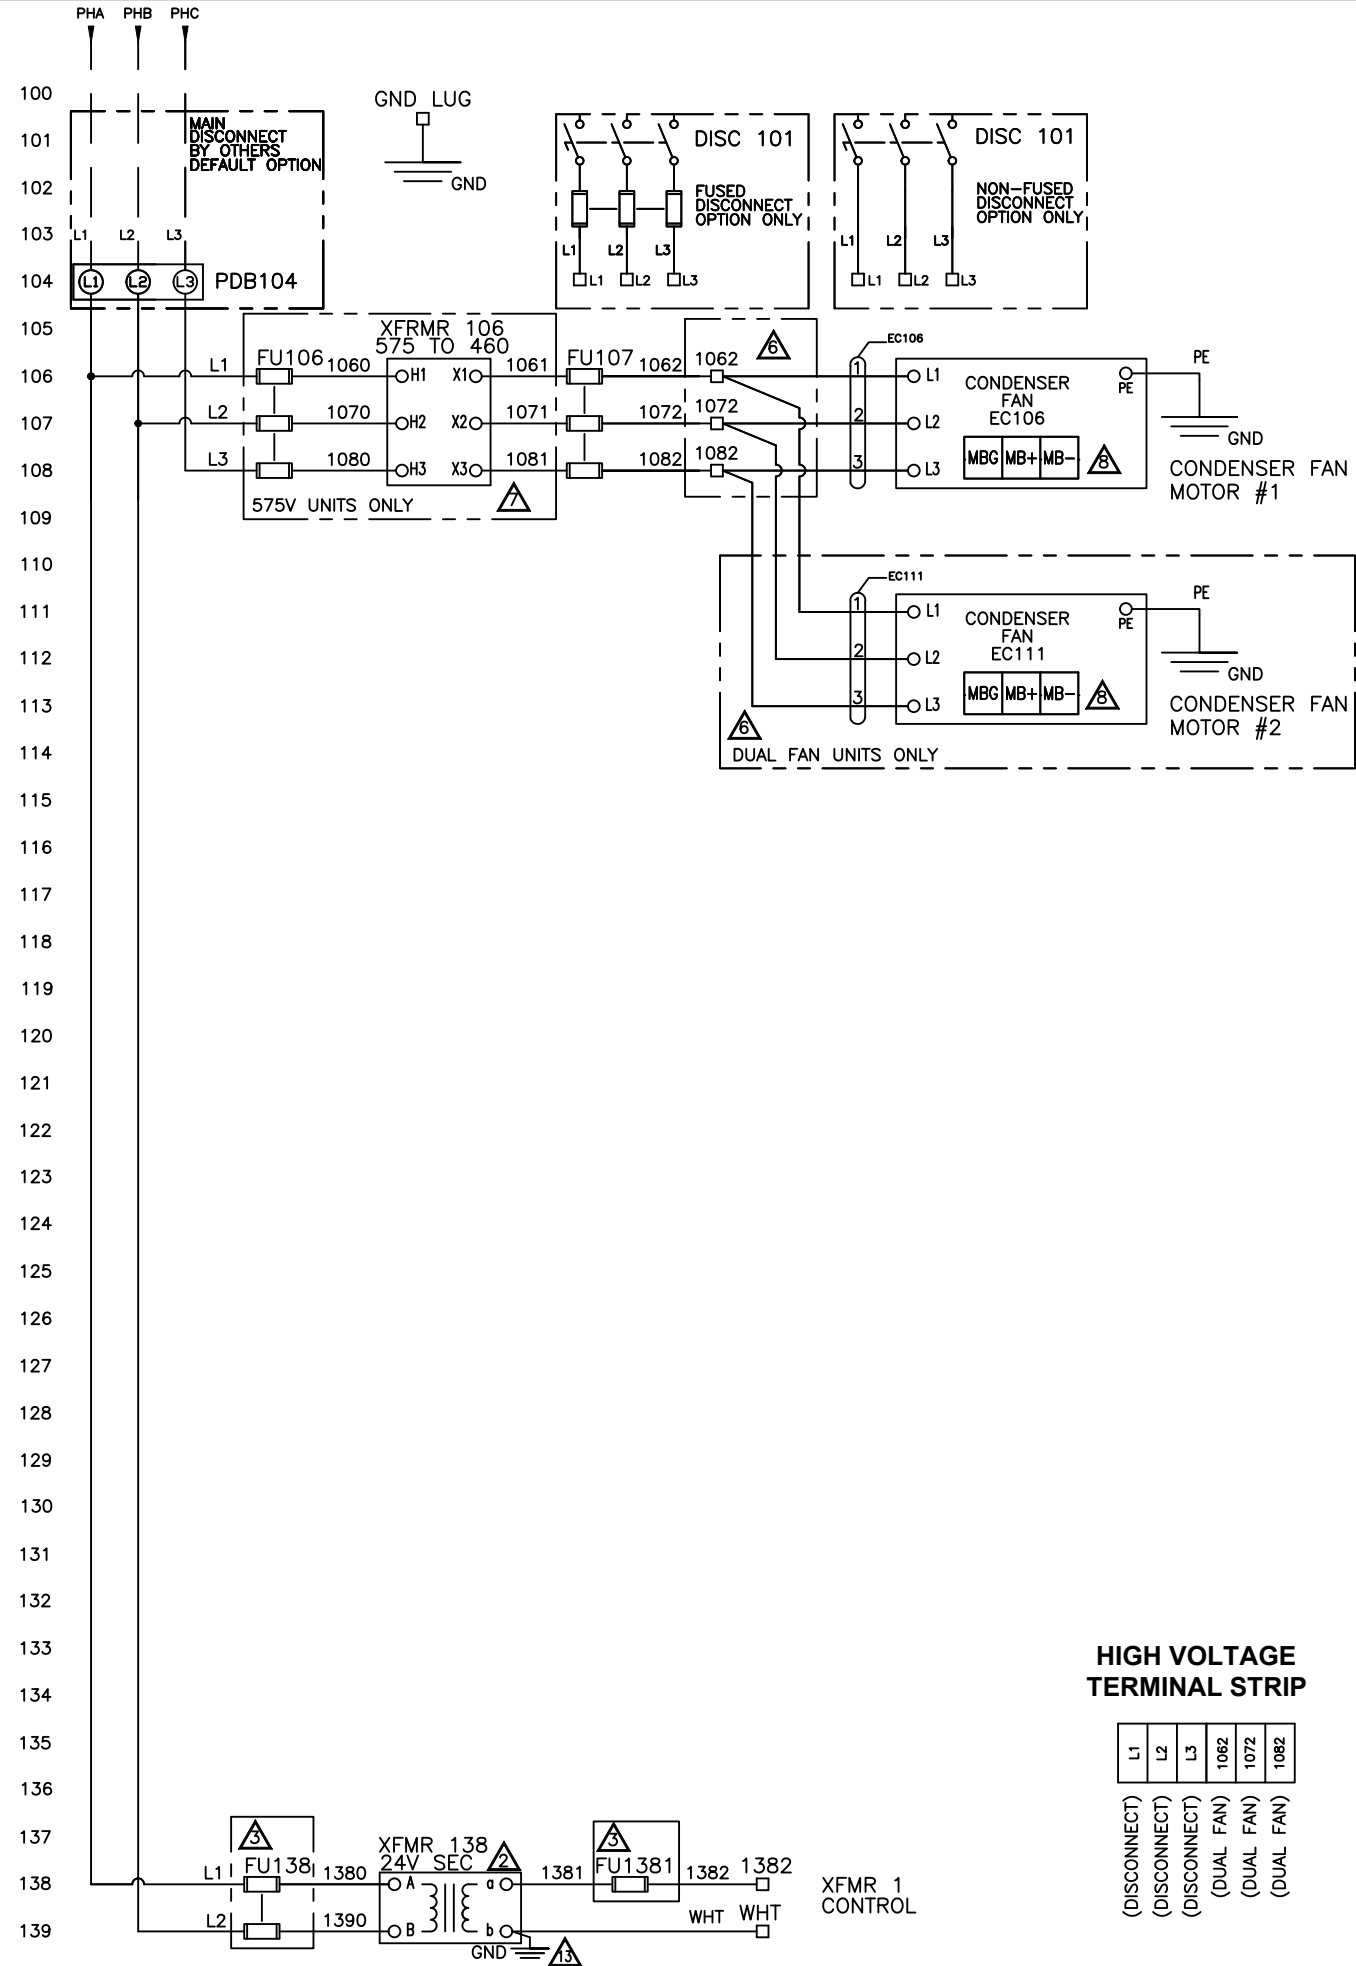 PHA PHB PHC
100
GND LUG
101
MAIN
DISCONNECT
BY OTHERS
DEFAULT OPTION
DISC 101
DISC 101
102
GND
FUSED
DISCONNECT
OPTION ONLY
NON-FUSED
DISCONNECT
OPTION ONLY
103
L1 L2 L3
L1 L2 L3
L1 L2 L3
104
L1 L2 L3 PDB104
L1 L2 L3
L1 L2 L3
105
XFRMR 106
575 TO 460
6
EC106
106
L1 FU106 1060 H1 X1 1061 FU107 1062 1062 1 L1
CONDENSER
FAN
EC106
PE
PE
107
L2 1070 H2 X2 1071 1072 1072 2 L2
GND
108
L3 1080 H3 X3 1081 1082 1082 3 L3
MBG MB+ MB- 8
CONDENSER FAN
MOTOR #1
575V UNITS ONLY 7
109
110
EC111
111
1 L1
CONDENSER
FAN
EC111
PE
PE
112
2 L2
GND
113
3 L3
MBG MB+ MB- 8
CONDENSER FAN
MOTOR #2
6
114
DUAL FAN UNITS ONLY
115
116
117
118
119
120
121
122
123
124
125
126
127
128
129
130
131
132
133
134
135
136
HIGH VOLTAGE
TERMINAL STRIP
L1 L2 L3 1062 1072 1082
(DISCONNECT) (DISCONNECT) (DISCONNECT) (DUAL FAN) (DUAL FAN) (DUAL FAN)
137
3
XFMR 138
24V SEC 2
3
138
L1 FU138 1380 A a 1381 FU1381 1382 1382
XFMR 1
CONTROL
139
L2 1390 B b WHT WHT
GND 13